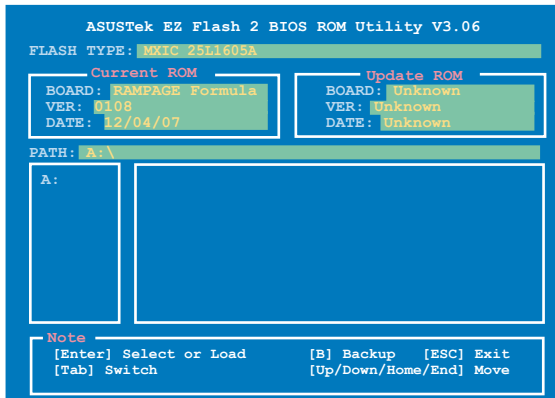 ASUSTek EZ Flash 2 BIOS ROM Utility V3.06
FLASH TYPE: MXIC 25L1605A
Current ROM
BOARD: RAMPAGE Formula
VER: 0108
DATE: 12/04/07
Update ROM
BOARD: Unknown
VER: Unknown
DATE: Unknown
PATH: A:\
A:
Note
[Enter] Select or Load [B] Backup [ESC] Exit
[Tab] Switch [Up/Down/Home/End] Move